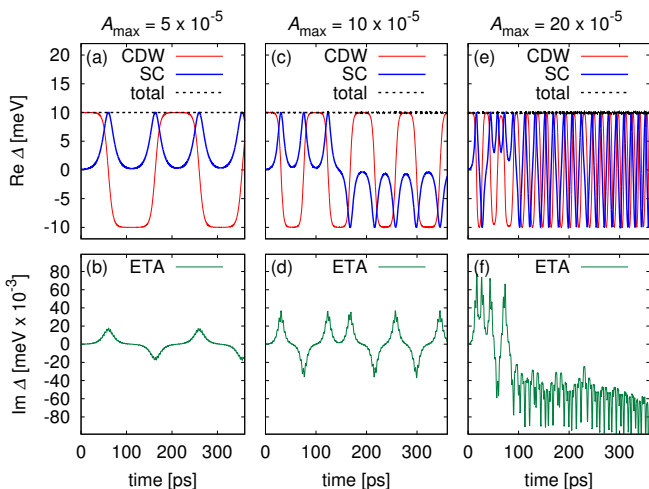 A_max = 5 x 10^-5
A_max = 10 x 10^-5
A_max = 20 x 10^-5
(a) CDW
SC
total
(c) CDW
SC
total
(e) CDW
SC
total
Re Δ [meV]
20
15
10
5
0
-5
-10
(b) ETA
(d) ETA
(f) ETA
Im Δ [meV x 10^-3]
80
60
40
20
0
-20
-40
-60
-80
0 100 200 300
0 100 200 300
0 100 200 300
time [ps]
time [ps]
time [ps]